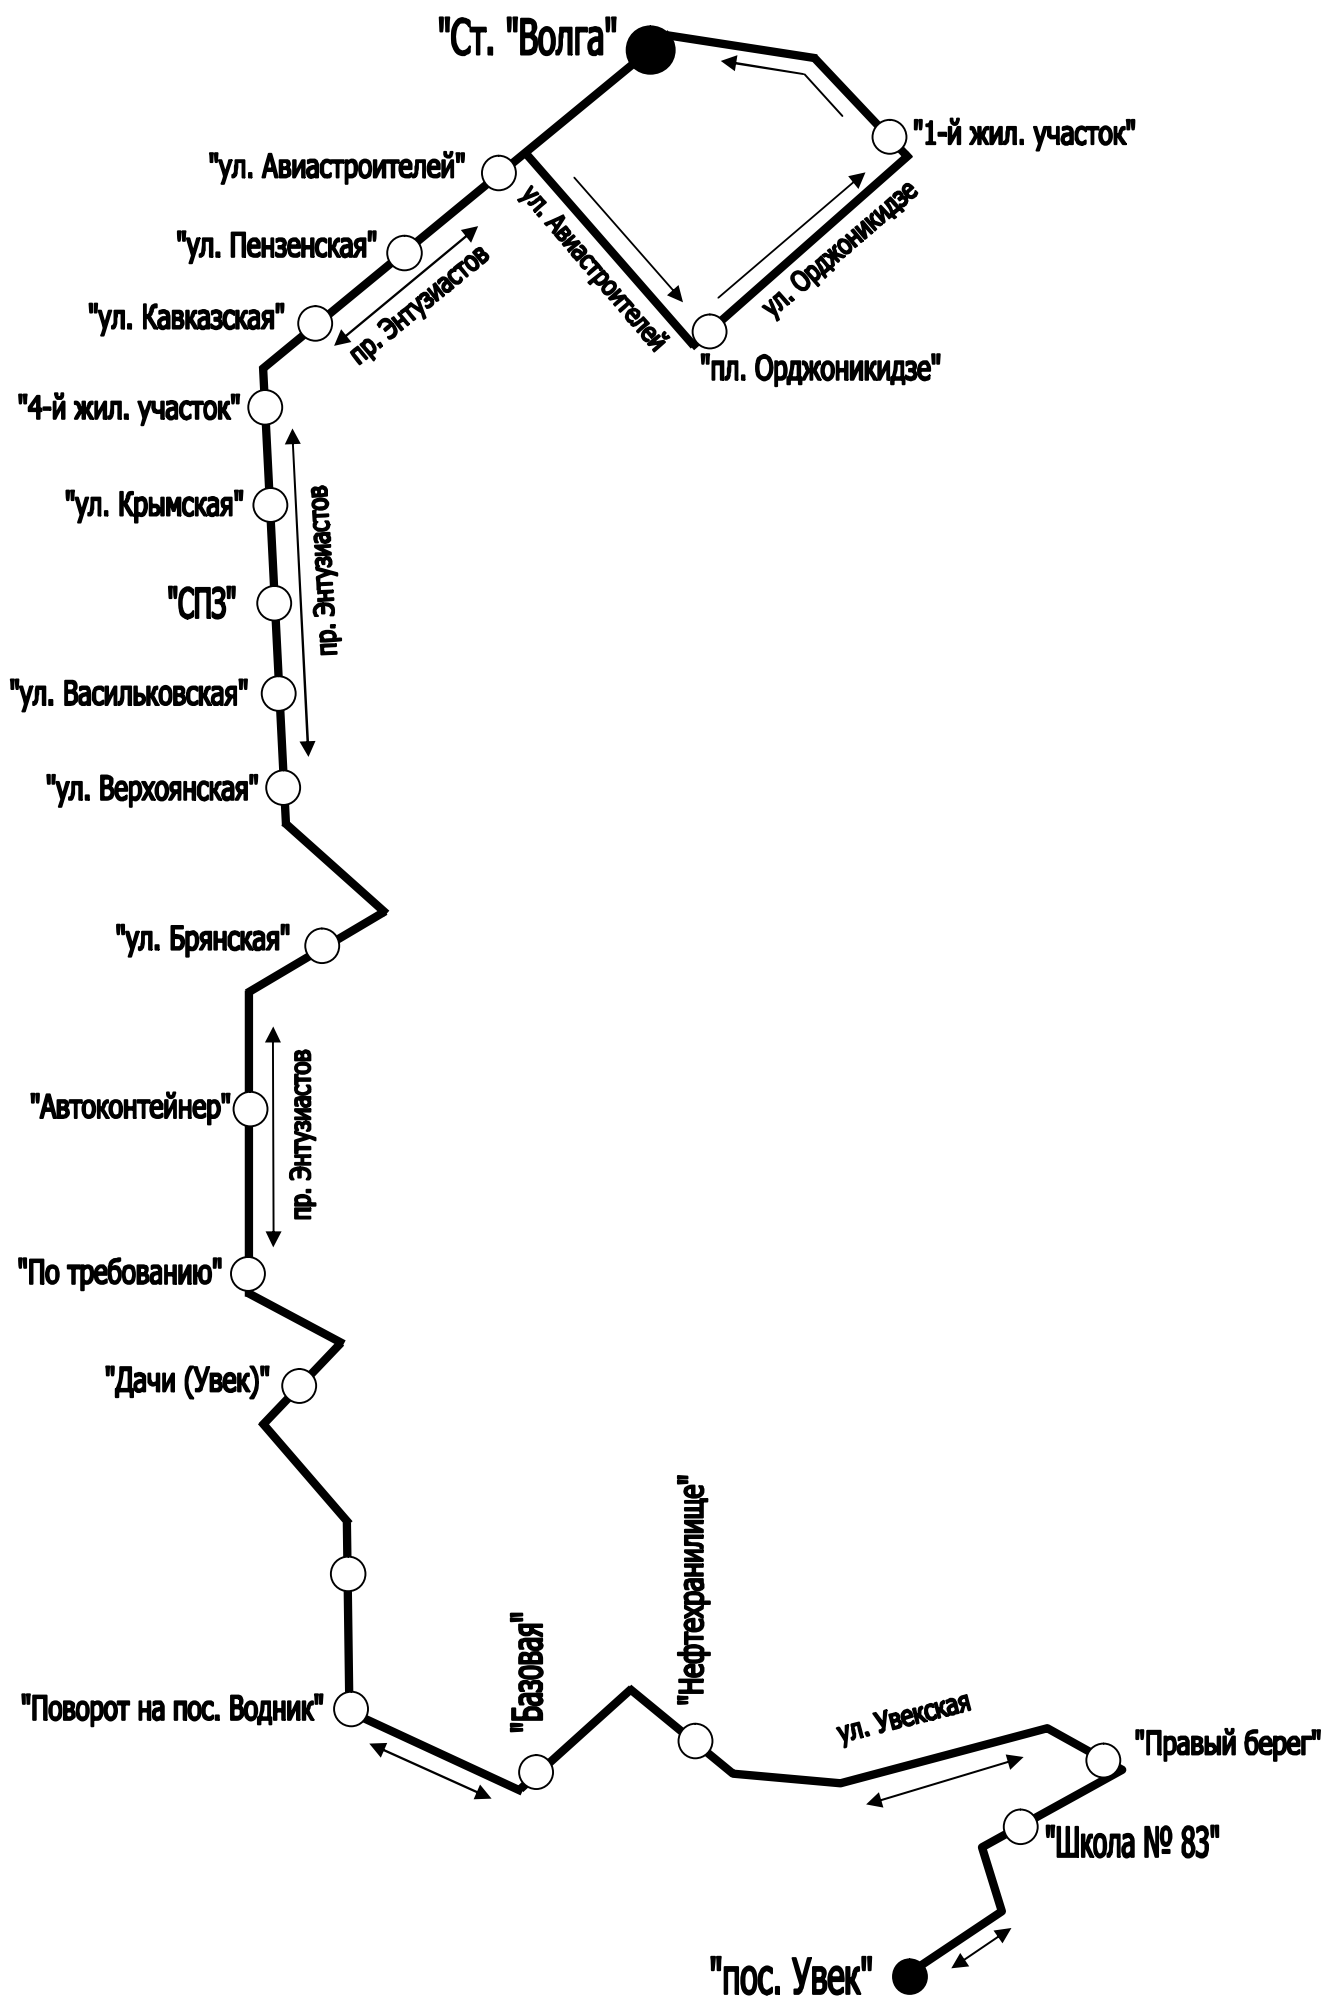 "Ст. "Волга"
"1-й жил. участок"
"ул. Авиастроителей"
ул. Авиастроителей
ул. Орджоникидзе
"ул. Пензенская"
пр. Энтузиастов
"ул. Кавказская"
"пл. Орджоникидзе"
"4-й жил. участок"
"ул. Крымская"
пр. Энтузиастов
"СПЗ"
"ул. Васильковская"
"ул. Верхоянская"
"ул. Брянская"
"Автоконтейнер"
пр. Энтузиастов
"По требованию"
"Дачи (Увек)"
"Нефтехранилище"
"Базовая"
"Поворот на пос. Водник"
ул. Увекская
"Правый берег"
"Школа № 83"
"пос. Увек"